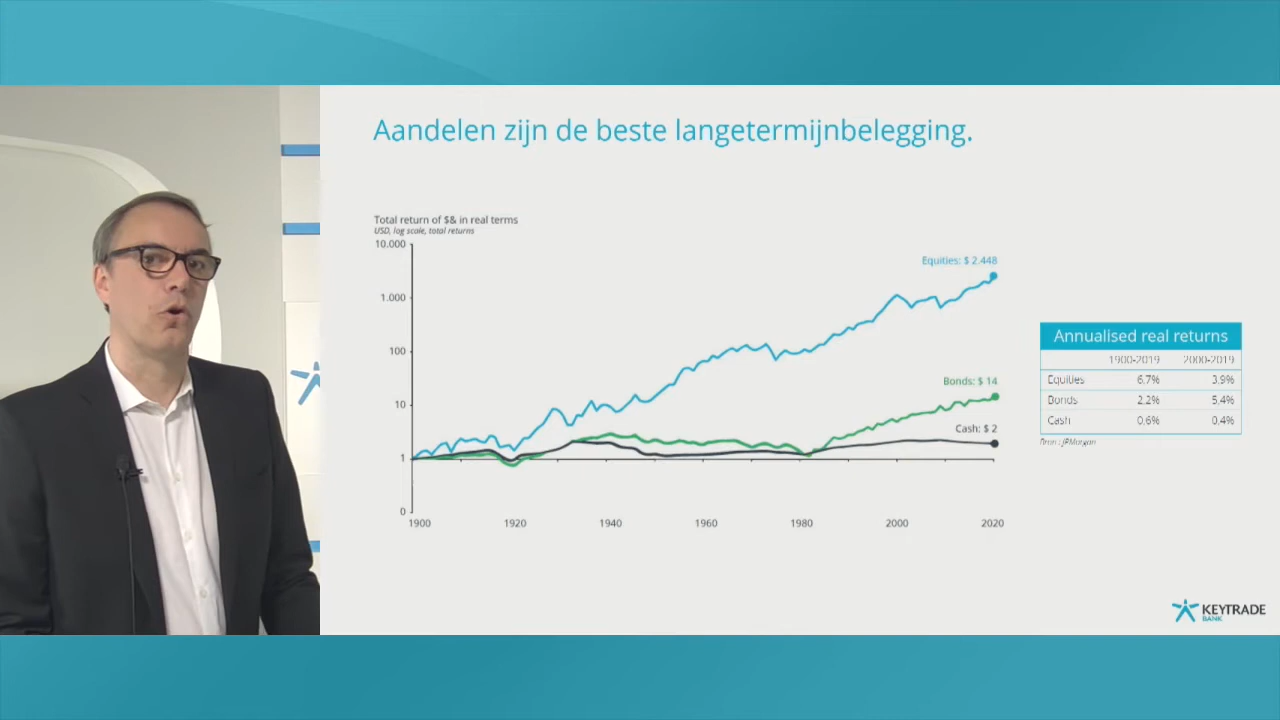 Aandelen zijn de beste langetermijnbelegging.
Total return of $& in real terms
USD, log scale, total returns
10.000
1.000
100
10
1
0
1900
1920
1940
1960
1980
2000
2020
Equities: $ 2.448
Bonds: $ 14
Cash: $ 2
Annualised real returns
1900-2019 2000-2019
Equities 6.7% 3.9%
Bonds 2.2% 5.4%
Cash 0,6% 0.4%
Bron : JPMorgan
KEYTRADE
BANK